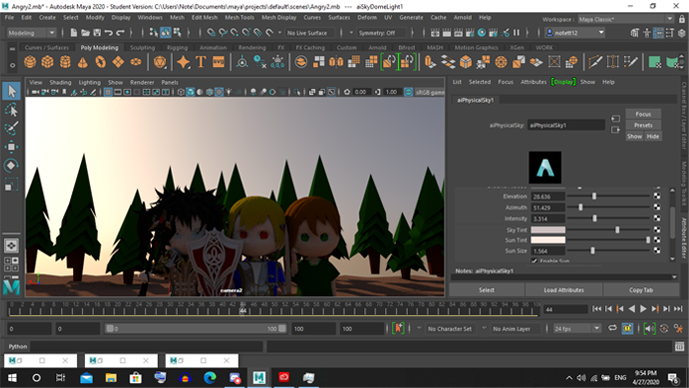 Angry2.mb* - Autodesk Maya 2020 - Student Version: C:\Users\Note\Documents\maya\projects\default\scenes\Angry2.mb* --- aiSkyDomeLight1
File Edit Create Select Modify Display Windows Mesh Edit Mesh Mesh Tools Mesh Display Curves Surfaces Deform UV Generate Cache Arnold Help
Workspace: Maya Classic*
Modeling No Live Surface Symmetry: Off notett12
Curves / Surfaces Poly Modeling Sculpting Rigging Animation Rendering FX FX Caching Custom Arnold Bifrost MASH Motion Graphics XGen XWORK
View Shading Lighting Show Renderer Panels
0.00 1.00 sRGB gamma
List Selected Focus Attributes Display Show Help
aiPhysicalSky1
aiPhysicalSky: aiPhysicalSky1
Focus
Presets
Show Hide
Elevation 28.636
Azimuth 51.429
Intensity 3.314
Sky Tint
Sun Tint
Sun Size 1.564
Enable Sun
Notes: aiPhysicalSky1
Select Load Attributes Copy Tab
camera2
Channel Box / Layer Editor
Modeling Toolkit
Attribute Editor
44
44
0 0 0 100 100 100 No Character Set No Anim Layer 24 fps
Python
ENG
9:54 PM
4/27/2020